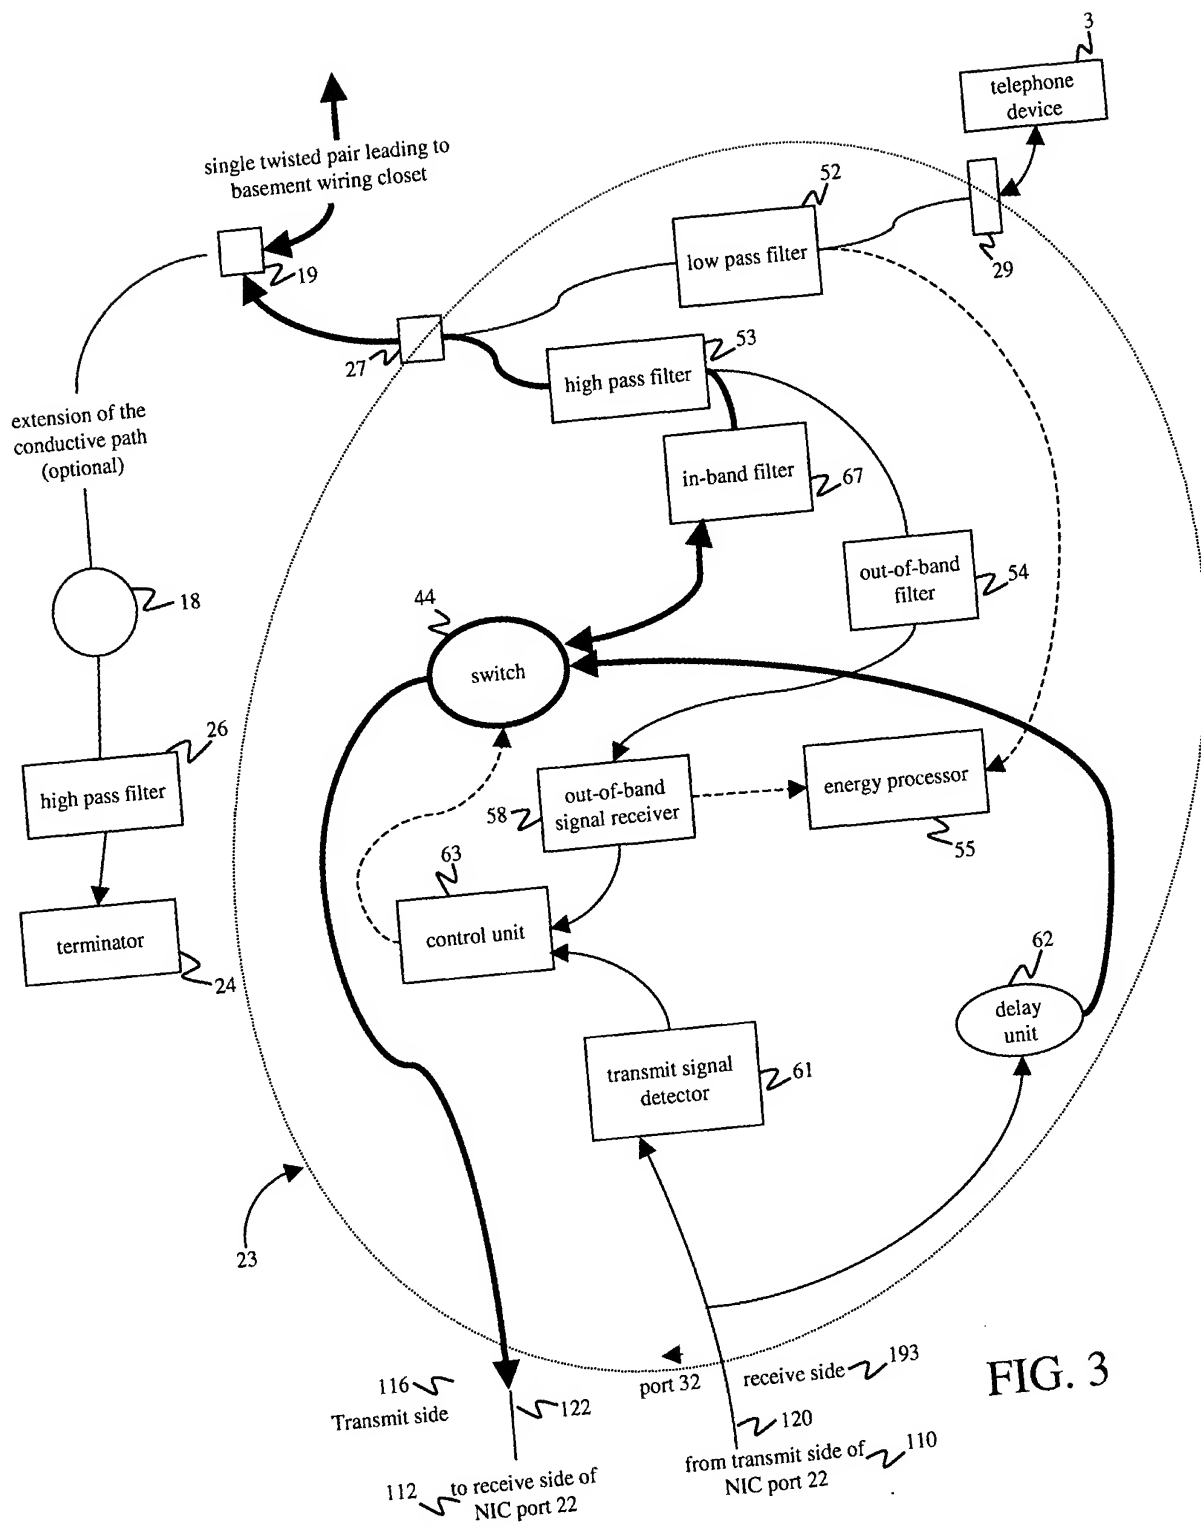 3
telephone
device
single twisted pair leading to
basement wiring closet
52
low pass filter
29
19
27
53
high pass filter
extension of the
conductive path
(optional)
in-band filter
67
out-of-band
filter
54
18
44
switch
26
high pass filter
energy processor
55
out-of-band
signal receiver
58
63
control unit
terminator
24
62
delay
unit
transmit signal
detector
61
23
116
Transmit side
122
port 32
receive side
193
120
FIG. 3
112
to receive side of
NIC port 22
from transmit side of
NIC port 22
110